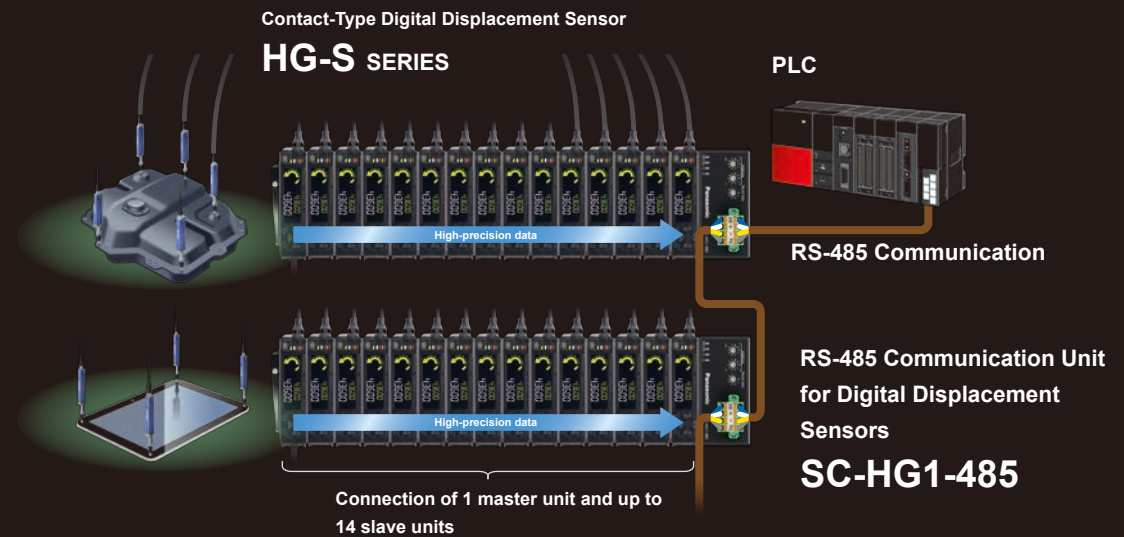 Contact-Type Digital Displacement Sensor
HG-S SERIES
PLC
High-precision data
Panasonic
RS-485 Communication
High-precision data
Panasonic
RS-485 Communication Unit
for Digital Displacement
Sensors
SC-HG1-485
Connection of 1 master unit and up to
14 slave units